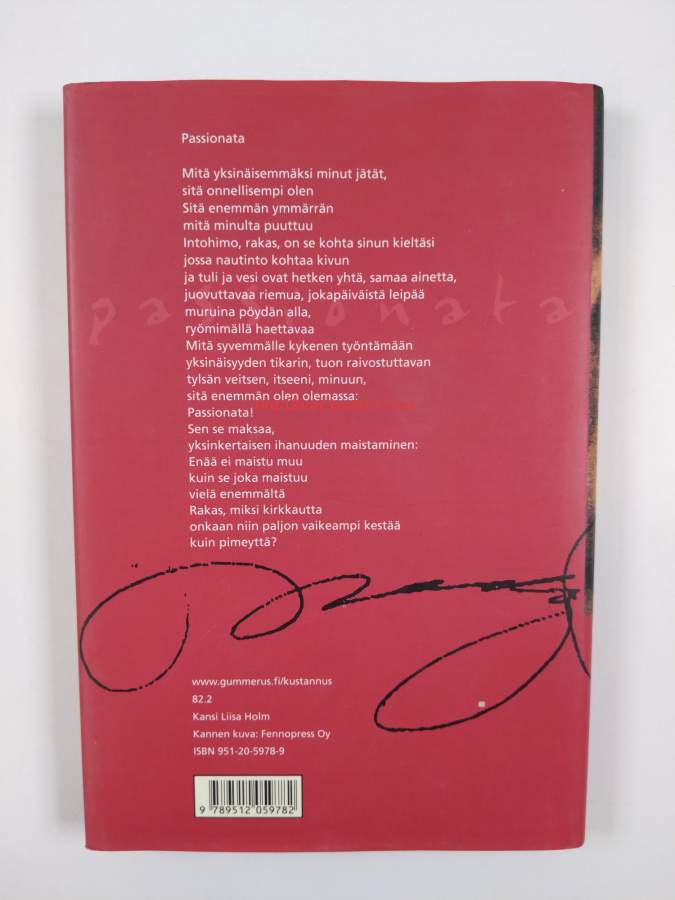 Passionata
Mitä yksinäisemmäksi minut jätät,
sitä onnellisempi olen
Sitä enemmän ymmärrän
mitä minulta puuttuu
Intohimo, rakas, on se kohta sinun kieltäsi
jossa nautinto kohtaa kivun
ja tuli ja vesi ovat hetken yhtä, samaa ainetta,
juovuttavaa riemua, jokapäiväistä leipää
passionata
muruina pöydän alla,
ryömimällä haettavaa
Mitä syvemmälle kykenen työntämään
yksinäisyyden tikarin, tuon raivostuttavan
tylsän veitsen, itseeni, minuun,
sitä enemmän olen olemassa:
Passionata!
Sen se maksaa,
yksinkertaisen ihanuuden maistaminen:
Enää ei maistu muu
kuin se joka maistuu
vielä enemmältä
Rakas, miksi kirkkautta
onkaan niin paljon vaikeampi kestää
kuin pimeyttä?
www.gummerus.fi/kustannus
82.2
Kansi Liisa Holm
Kannen kuva: Fennopress Oy
ISBN 951-20-5978-9
9 789512 059782